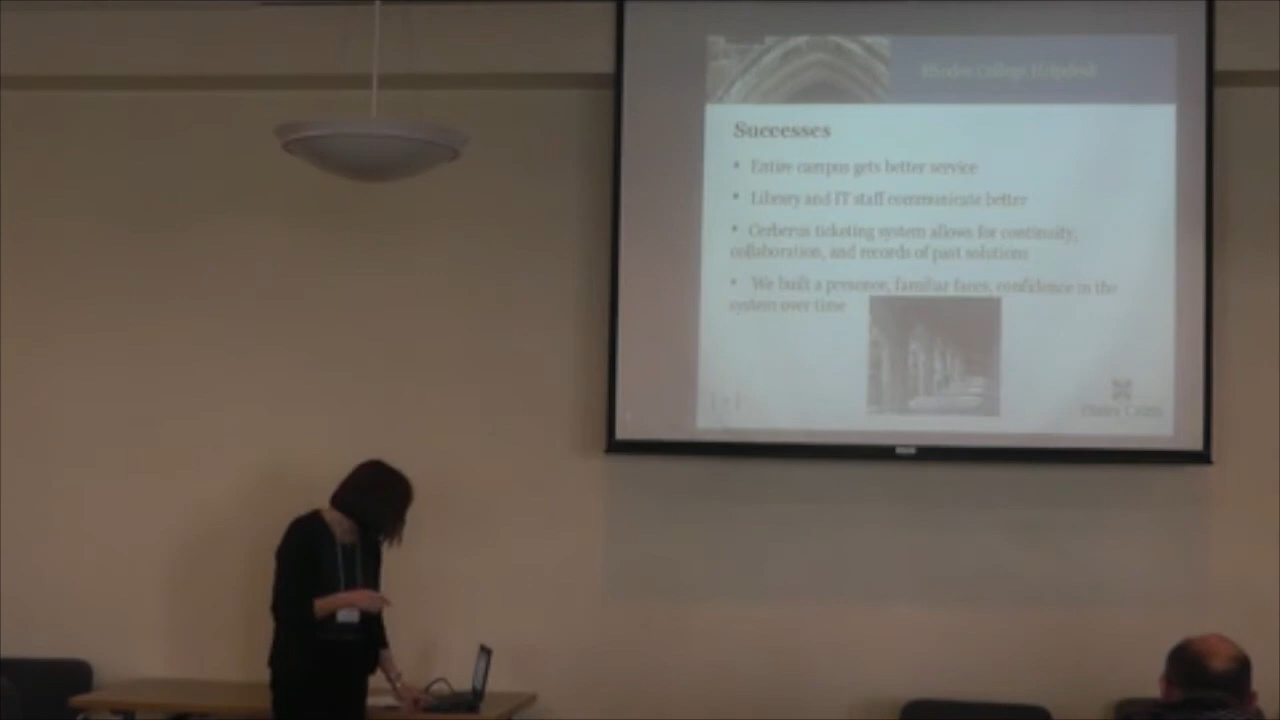 Rhodes College Helpdesk
Successes
• Entire campus gets better service
• Library and IT staff communicate better
• Cerberus ticketing system allows for continuity,
collaboration, and records of past solutions
• We built a presence, familiar faces, confidence in the
system over time